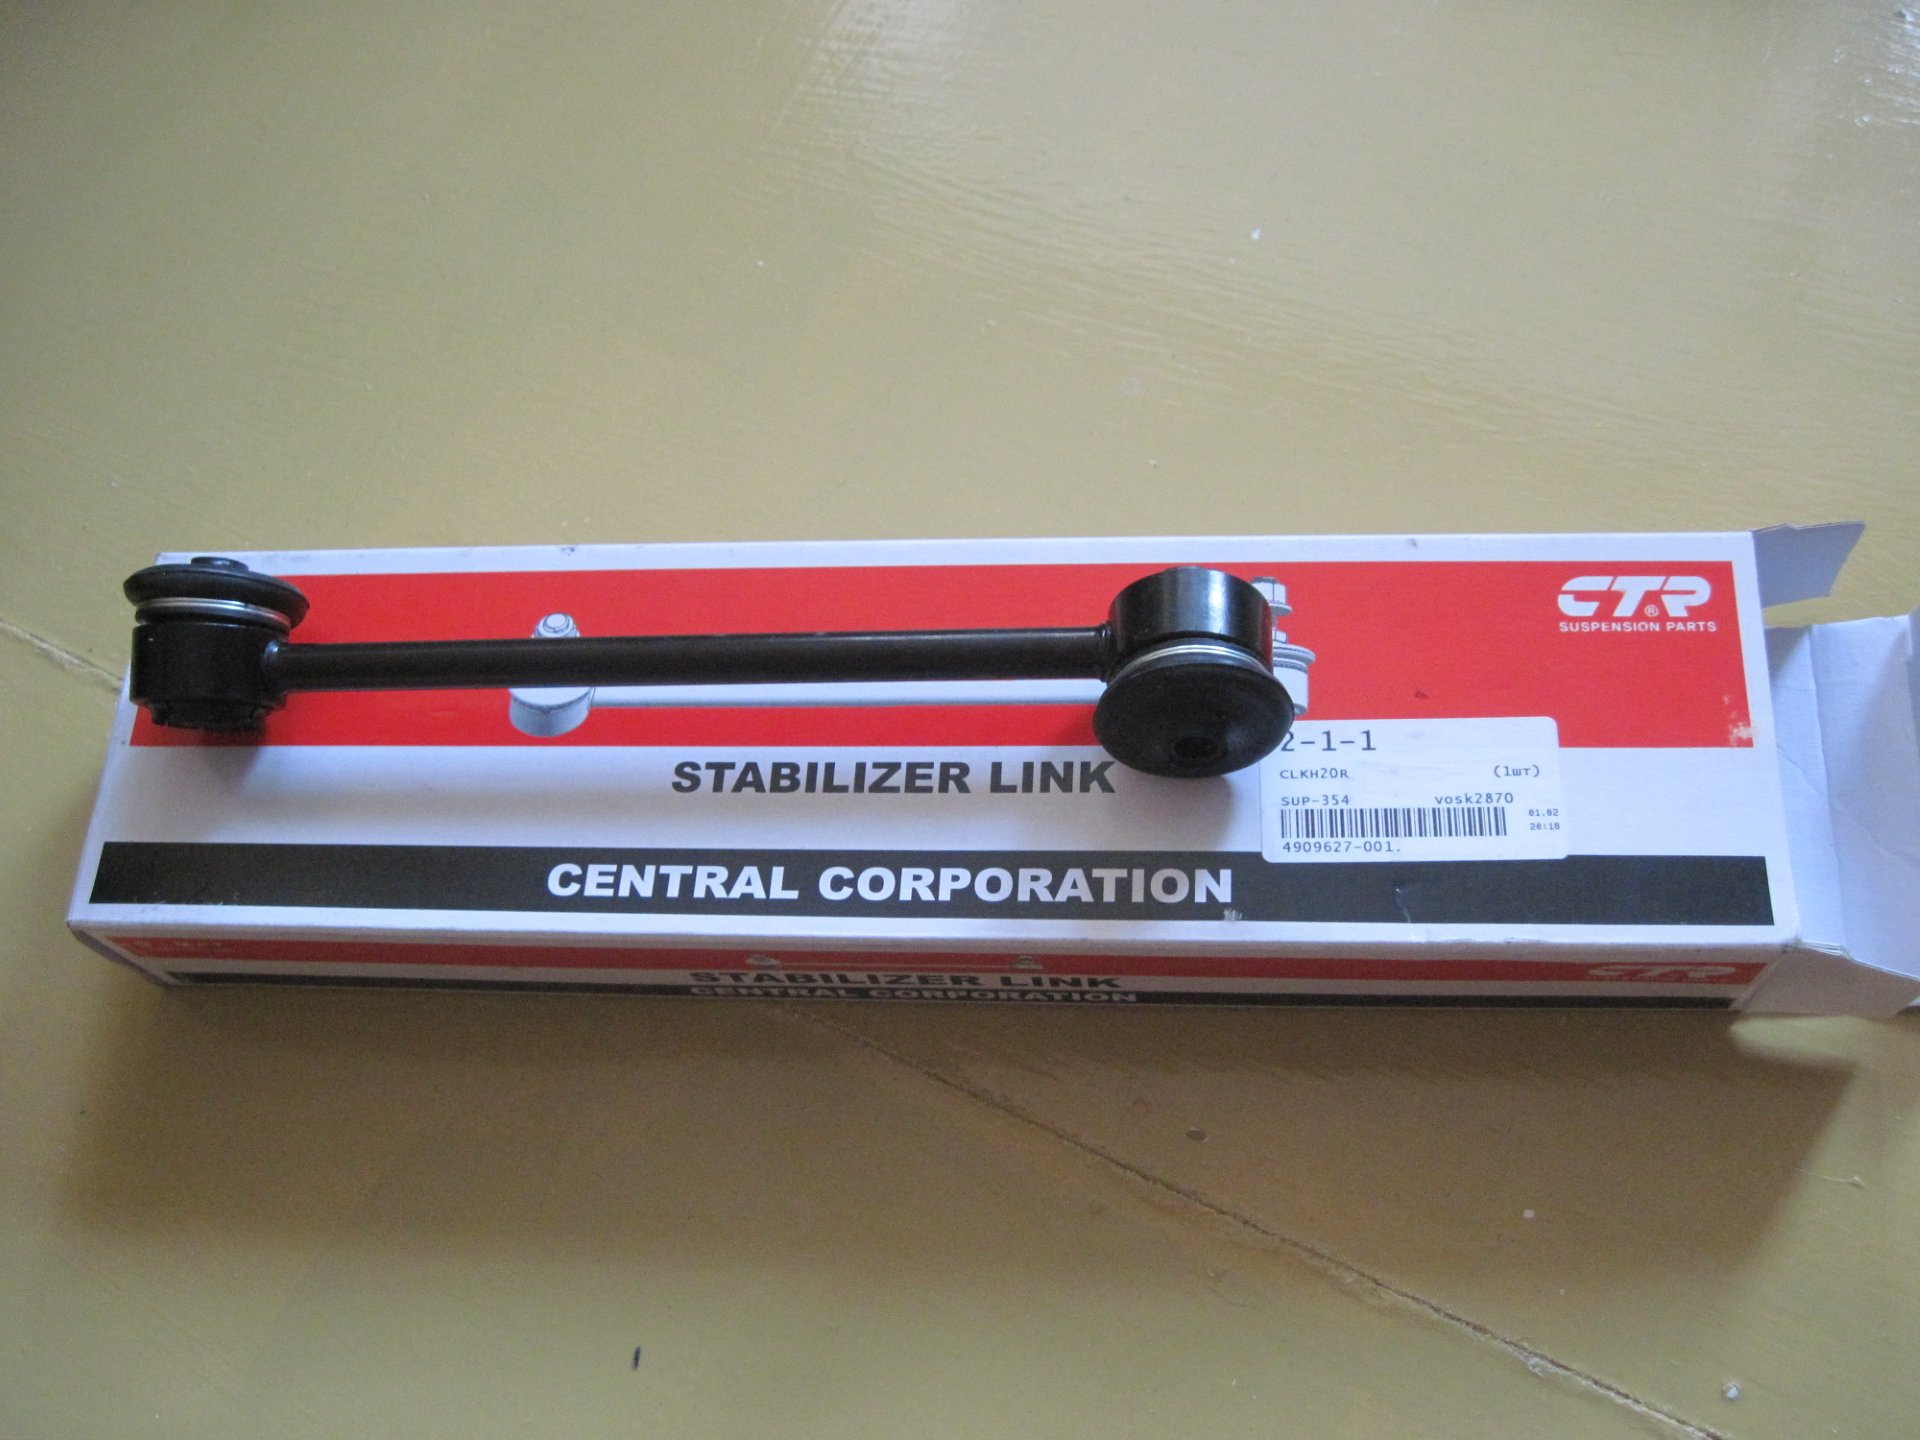 CTR®
SUSPENSION PARTS
2-1-1
CLKH20R (1шт)
SUP-354 vosk2870
01.02
20:18
4909627-001.
STABILIZER LINK
CENTRAL CORPORATION
CTR
STABILIZER LINK
CENTRAL CORPORATION